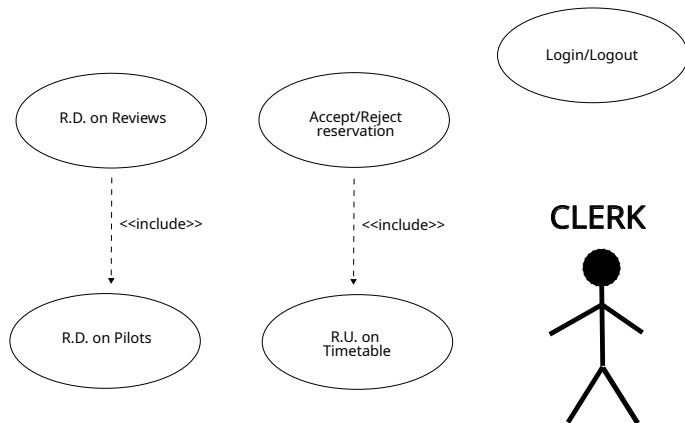 Login/Logout
R.D. on Reviews
Accept/Reject
reservation
<<include>>
<<include>>
CLERK
R.D. on Pilots
R.U. on
Timetable